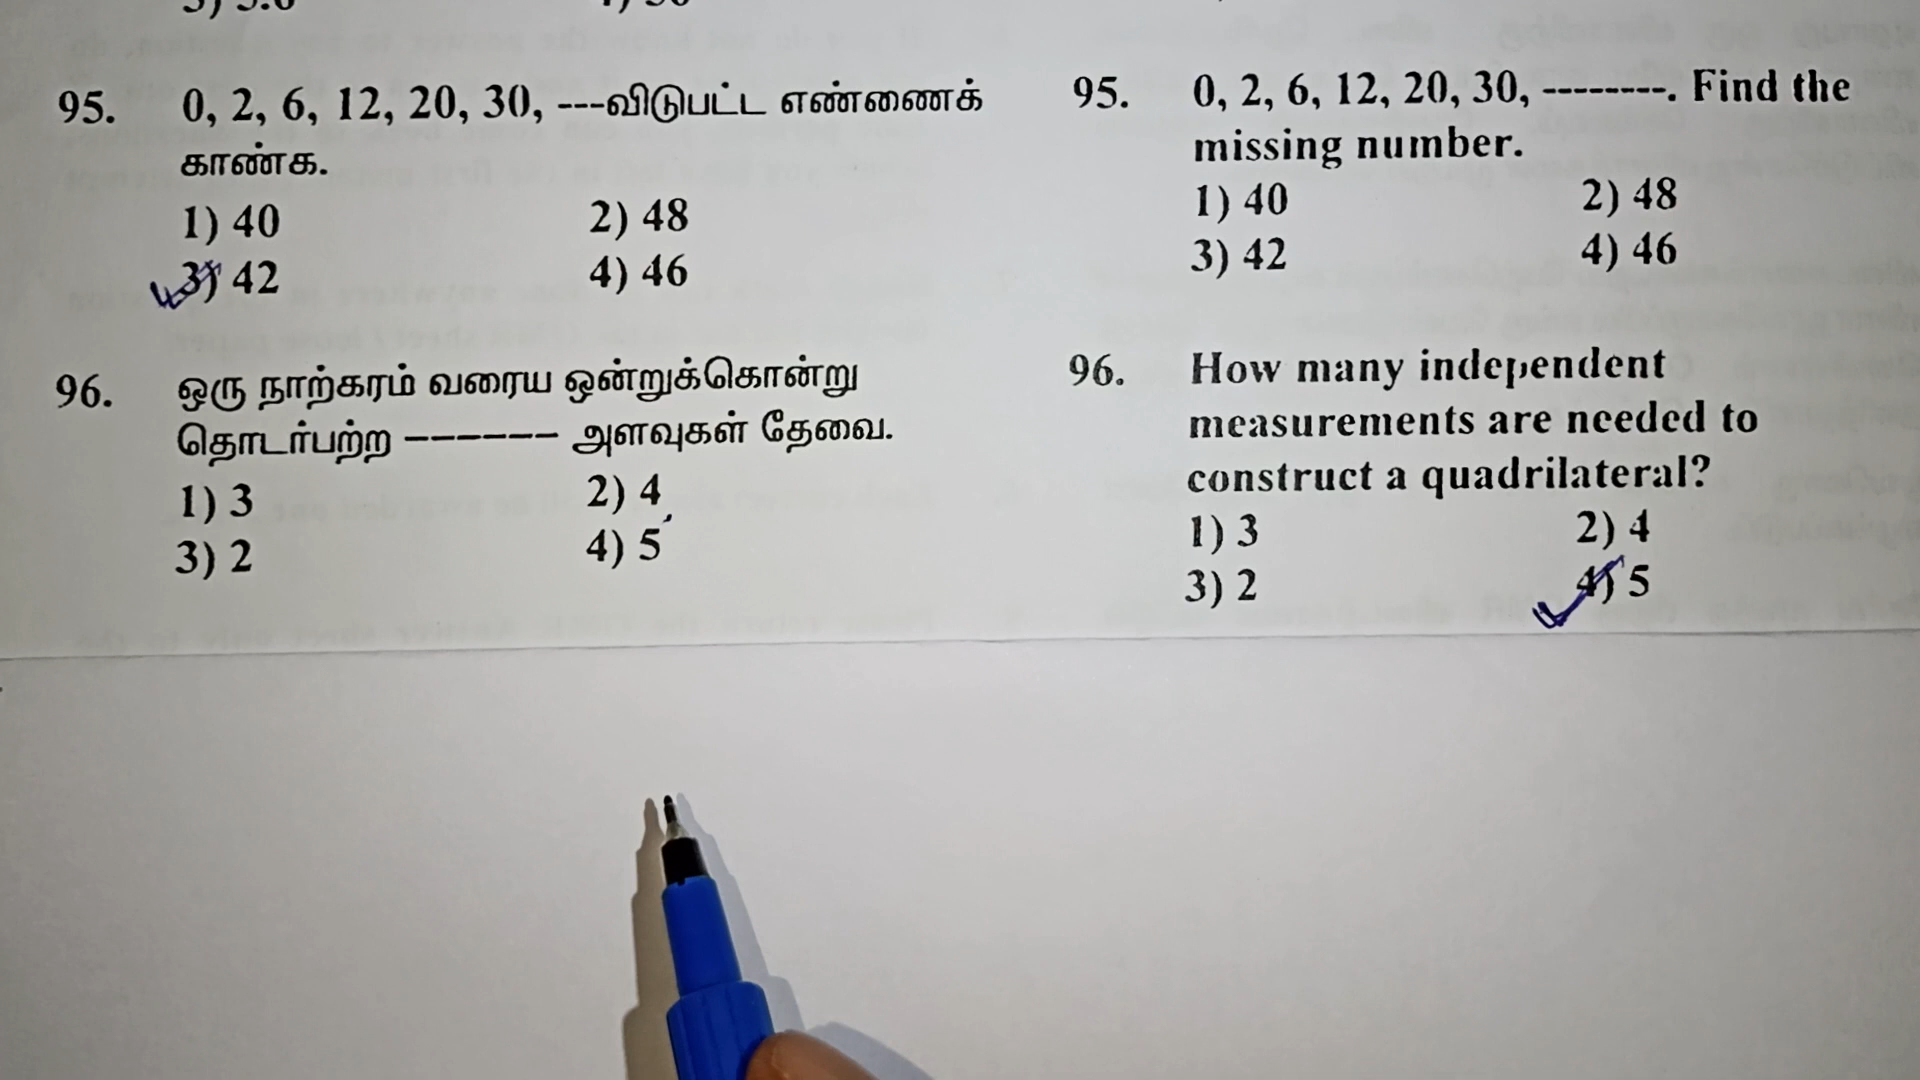 95. 0, 2, 6, 12, 20, 30, ---விடுபட்ட எண்ணைக்
காண்க.
1) 40 2) 48
3) 42 4) 46
96. ஒரு நாற்கரம் வரைய ஒன்றுக்கொன்று
தொடர்பற்ற ------ அளவுகள் தேவை.
1) 3 2) 4
3) 2 4) 5
95. 0, 2, 6, 12, 20, 30, --------. Find the
missing number.
1) 40 2) 48
3) 42 4) 46
96. How many independent
measurements are needed to
construct a quadrilateral?
1) 3 2) 4
3) 2 4) 5